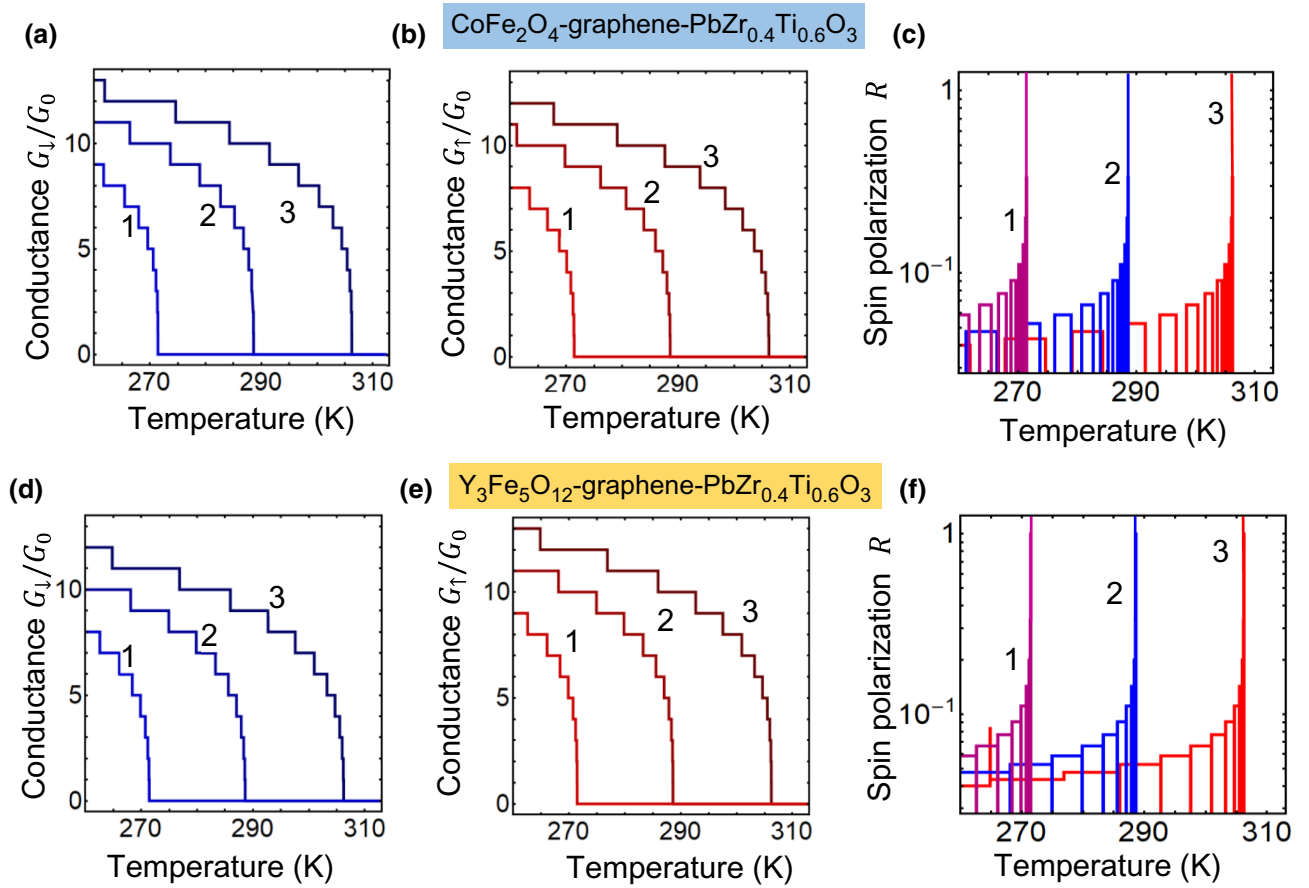 (a)
(b)
CoFe₂O₄-graphene-PbZr₀.₄Ti₀.₆O₃
(c)
Conductance G↓/G₀
10
5
0
1
2
3
270
290
313
Temperature (K)
Conductance G↑/G₀
10
5
0
1
2
3
270
290
313
Temperature (K)
Spin polarization R
1
10⁻¹
1
2
3
270
290
310
Temperature (K)
(d)
(e)
Y₃Fe₅O₁₂-graphene-PbZr₀.₄Ti₀.₆O₃
(f)
Conductance G↓/G₀
10
5
0
1
2
3
270
290
313
Temperature (K)
Conductance G↑/G₀
10
5
0
1
2
3
270
290
313
Temperature (K)
Spin polarization R
1
10⁻¹
1
2
3
270
290
310
Temperature (K)